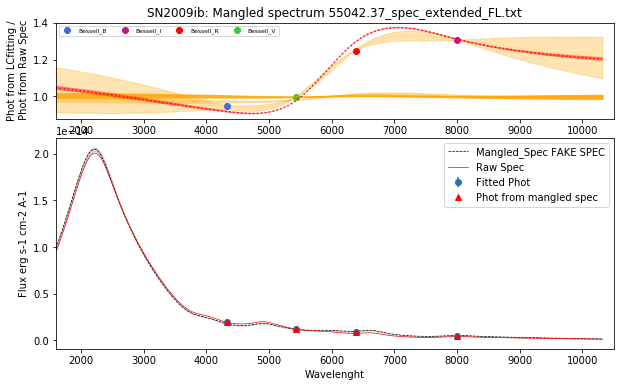 SN2009ib: Mangled spectrum 55042.37_spec_extended_FL.txt
Phot from LCfitting /
Phot from Raw Spec
1.4
1.2
1.0
Bessell_B
Bessell_I
Bessell_R
Bessell_V
2000 3000 4000 5000 6000 7000 8000 9000 10000
1e−14
Flux erg s-1 cm-2 A-1
2.0
1.5
1.0
0.5
0.0
Mangled_Spec FAKE SPEC
Raw Spec
Fitted Phot
Phot from mangled spec
2000 3000 4000 5000 6000 7000 8000 9000 10000
Wavelenght